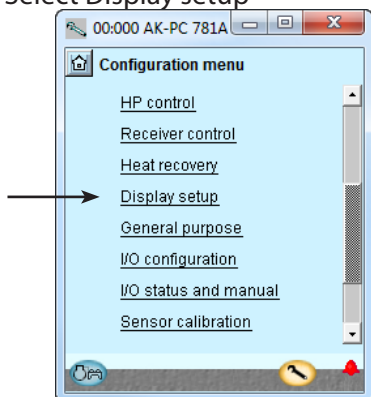 Select Display setup
00:000 AK-PC 781A
Configuration menu
HP control
Receiver control
Heat recovery
Display setup
General purpose
I/O configuration
I/O status and manual
Sensor calibration